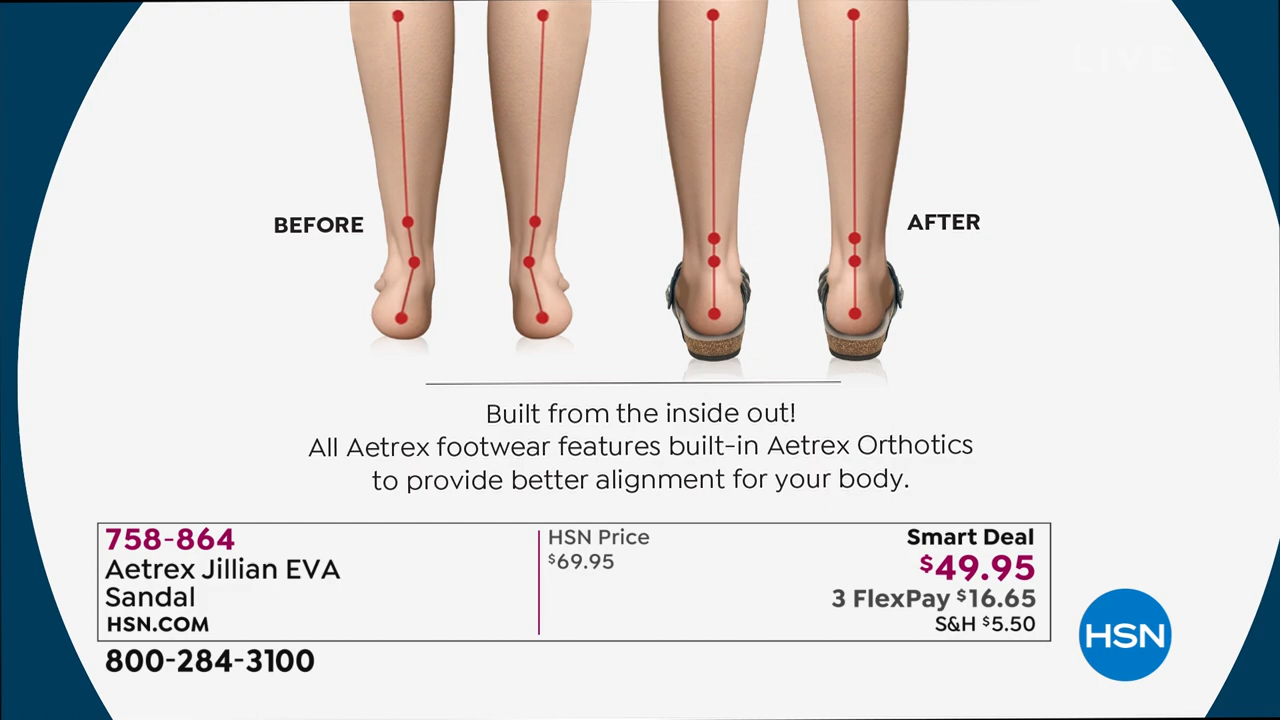 LIVE
BEFORE
AFTER
Built from the inside out!
All Aetrex footwear features built-in Aetrex Orthotics
to provide better alignment for your body.
758-864
Aetrex Jillian EVA
Sandal
HSN.COM
HSN Price
$69.95
Smart Deal
$49.95
3 FlexPay $16.65
S&H $5.50
800-284-3100
HSN